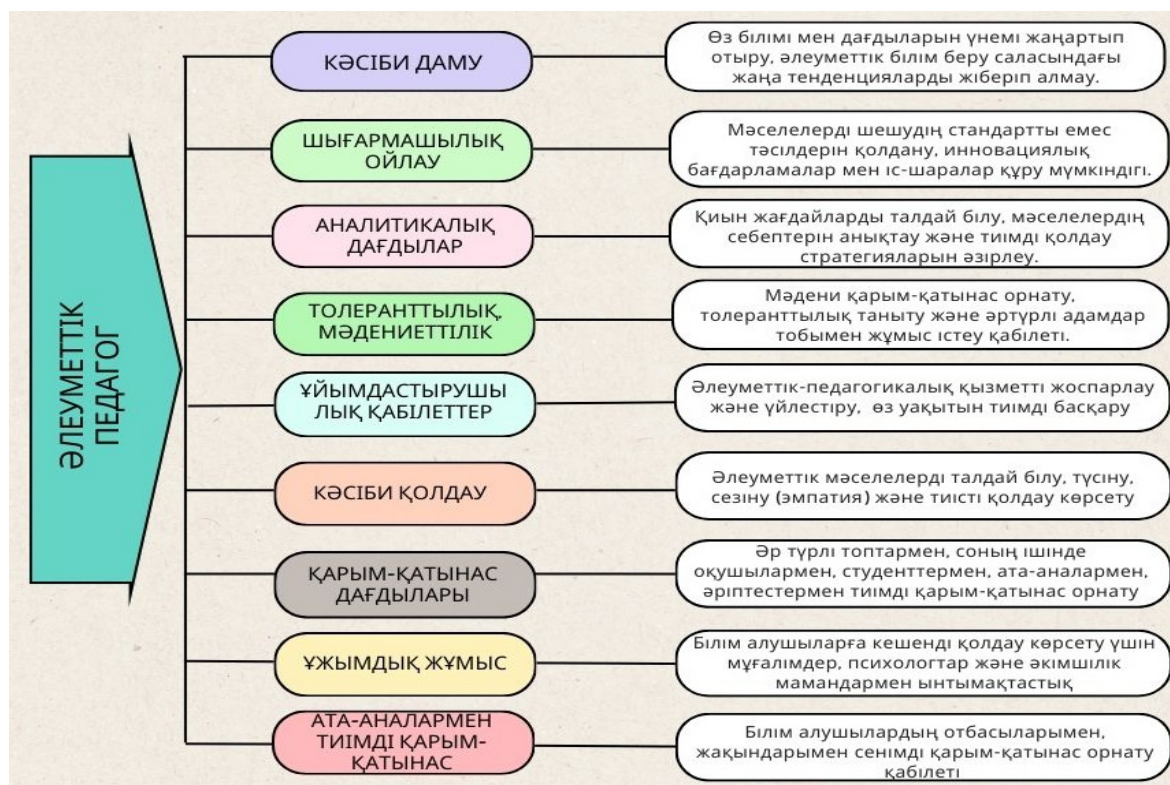 ӘЛЕУМЕТТІК
ПЕДАГОГ
КӘСІБИ ДАМУ
Өз білімі мен дағдыларын үнемі жаңартып
отыру, әлеуметтік білім беру саласындағы
жаңа тенденцияларды жіберіп алмау.
ШЫҒАРМАШЫЛЫҚ
ОЙЛАУ
Мәселелерді шешудің стандартты емес
тәсілдерін қолдану, инновациялық
бағдарламалар мен іс-шаралар құру мүмкіндігі.
АНАЛИТИКАЛЫҚ
ДАҒДЫЛАР
Қиын жағдайларды талдай білу, мәселелердің
себептерін анықтау және тиімді қолдау
стратегияларын әзірлеу.
ТОЛЕРАНТТЫЛЫҚ,
МӘДЕНИЕТТІЛІК
Мәдени қарым-қатынас орнату,
толеранттылық таныту және әртүрлі адамдар
тобымен жұмыс істеу қабілеті.
ҰЙЫМДАСТЫРУШЫ
ЛЫҚ ҚАБІЛЕТТЕР
Әлеуметтік-педагогикалық қызметті жоспарлау
және үйлестіру, өз уақытын тиімді басқару
КӘСІБИ ҚОЛДАУ
Әлеуметтік мәселелерді талдай білу, түсіну,
сезіну (эмпатия) және тиісті қолдау көрсету
ҚАРЫМ-ҚАТЫНАС
ДАҒДЫЛАРЫ
Әр түрлі топтармен, соның ішінде
оқушылармен, студенттермен, ата-аналармен,
әріптестермен тиімді қарым-қатынас орнату
ҰЖЫМДЫҚ ЖҰМЫС
Білім алушыларға кешенді қолдау көрсету үшін
мұғалімдер, психологтар және әкімшілік
мамандармен ынтымақтастық
АТА-АНАЛАРМЕН
ТИІМДІ ҚАРЫМ-
ҚАТЫНАС
Білім алушылардың отбасыларымен,
жақындарымен сенімді қарым-қатынас орнату
қабілеті